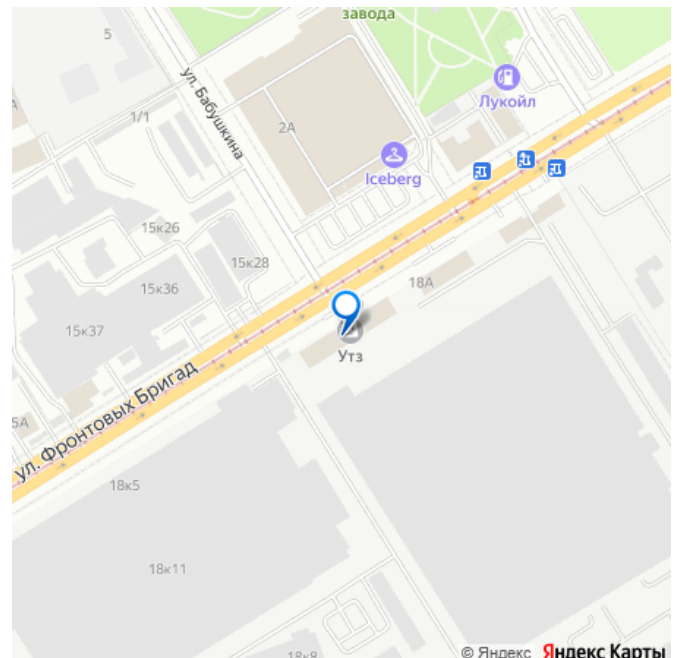 завода
5
ул. Бабушкина
Лукойл
1/1
2А
Iceberg
15к26
15к28
15к36
18А
15к37
Утз
5А
ул. Фронтовых Бригад
18к5
18к11
18к8
© Яндекс Яндекс Карты